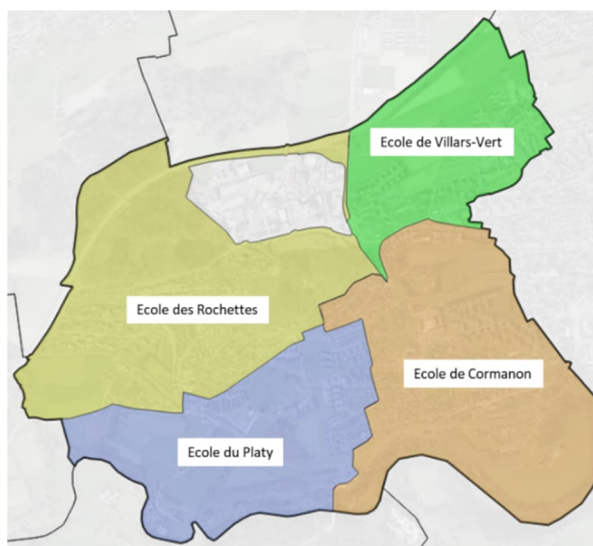 Ecole de Villars-Vert
Ecole des Rochettes
Ecole de Cormanon
Ecole du Platy